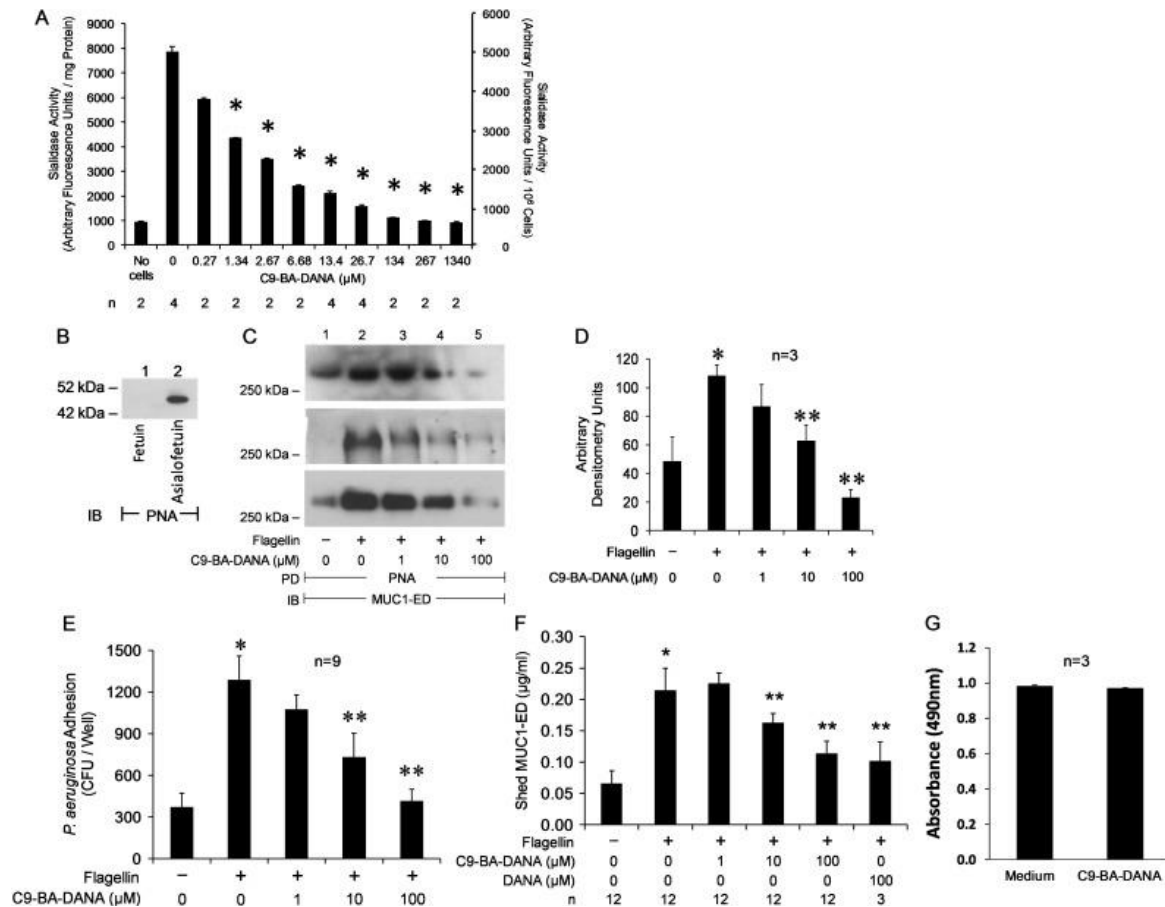 A
Sialidase Activity
(Arbitrary Fluorescence Units / mg Protein)
9000
8000
7000
6000
5000
4000
3000
2000
1000
0
6000
5000
4000
3000
2000
1000
0
Sialidase Activity
(Arbitrary Fluorescence Units / 10⁶ Cells)
* * * * * * * *
No cells 0 0.27 1.34 2.67 6.68 13.4 26.7 134 267 1340
C9-BA-DANA (µM)
n 2 4 2 2 2 2 4 4 2 2 2
B
1 2
52 kDa –
42 kDa –
Fetuin
Asialofetuin
IB PNA
C
1 2 3 4 5
250 kDa –
250 kDa –
250 kDa –
Flagellin – + + + +
C9-BA-DANA (µM) 0 0 1 10 100
PD PNA
IB MUC1-ED
D
n=3
Arbitrary
Densitometry Units
120
100
80
60
40
20
0
* ** **
Flagellin – + + + +
C9-BA-DANA (µM) 0 0 1 10 100
E
n=9
P. aeruginosa Adhesion
(CFU / Well)
1500
1200
900
600
300
0
* ** **
Flagellin – + + + +
C9-BA-DANA (µM) 0 0 1 10 100
F
Shed MUC1-ED (µg/ml)
0.30
0.25
0.20
0.15
0.10
0.05
0.00
* ** ** **
Flagellin – + + + + +
C9-BA-DANA (µM) 0 0 1 10 100 0
DANA (µM) 0 0 0 0 0 100
n 12 12 12 12 12 3
G
n=3
Absorbance (490nm)
1.2
1.0
0.8
0.6
0.4
0.2
0.0
Medium C9-BA-DANA